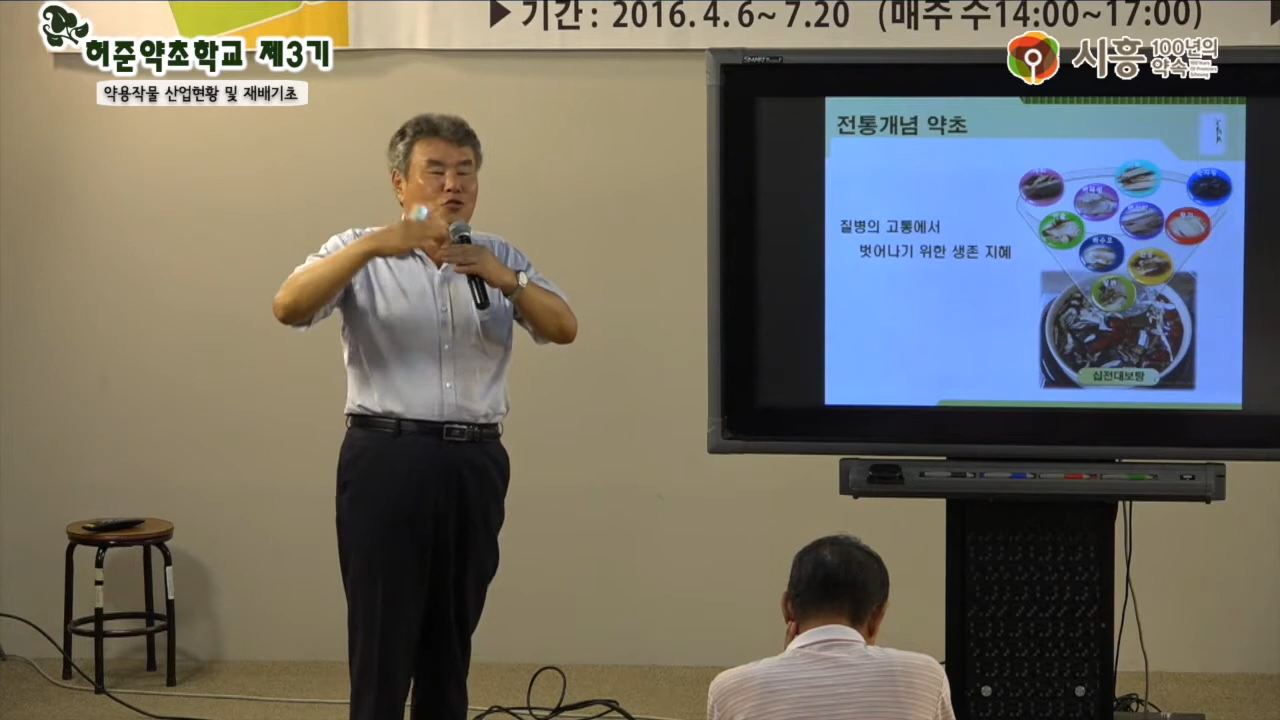 ▶기간 : 2016. 4. 6~ 7.20 (매주 수14:00~17:00)
허준약초학교 제3기
약용작물 산업현황 및 재배기초
시흥 100년의
약속
전통개념 약초
질병의 고통에서
벗어나기 위한 생존 지혜
하수오
십전대보탕